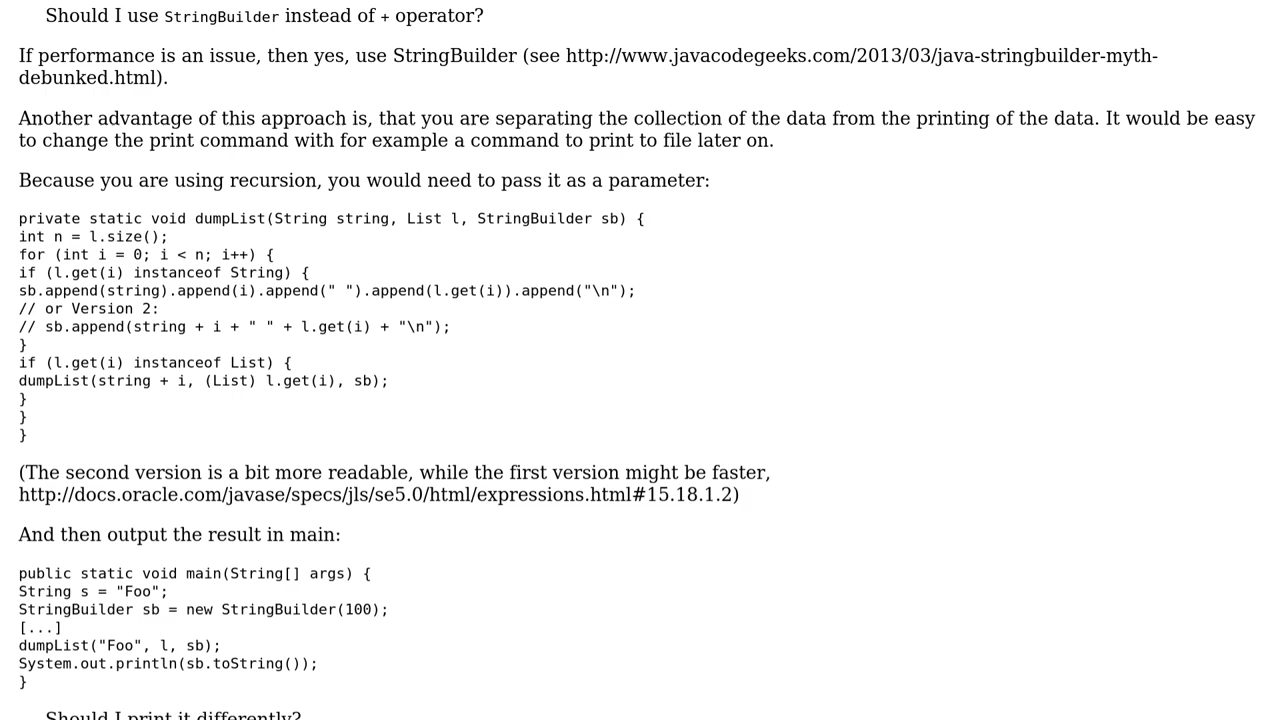 Should I use StringBuilder instead of + operator?
If performance is an issue, then yes, use StringBuilder (see http://www.javacodegeeks.com/2013/03/java-stringbuilder-myth-
debunked.html).
Another advantage of this approach is, that you are separating the collection of the data from the printing of the data. It would be easy
to change the print command with for example a command to print to file later on.
Because you are using recursion, you would need to pass it as a parameter:
private static void dumpList(String string, List l, StringBuilder sb) {
int n = l.size();
for (int i = 0; i < n; i++) {
if (l.get(i) instanceof String) {
sb.append(string).append(i).append(" ").append(l.get(i)).append("\n");
// or Version 2:
// sb.append(string + i + " " + l.get(i) + "\n");
}
if (l.get(i) instanceof List) {
dumpList(string + i, (List) l.get(i), sb);
}
}
}
(The second version is a bit more readable, while the first version might be faster,
http://docs.oracle.com/javase/specs/jls/se5.0/html/expressions.html#15.18.1.2)
And then output the result in main:
public static void main(String[] args) {
String s = "Foo";
StringBuilder sb = new StringBuilder(100);
[...]
dumpList("Foo", l, sb);
System.out.println(sb.toString());
}
Should I print it differently?